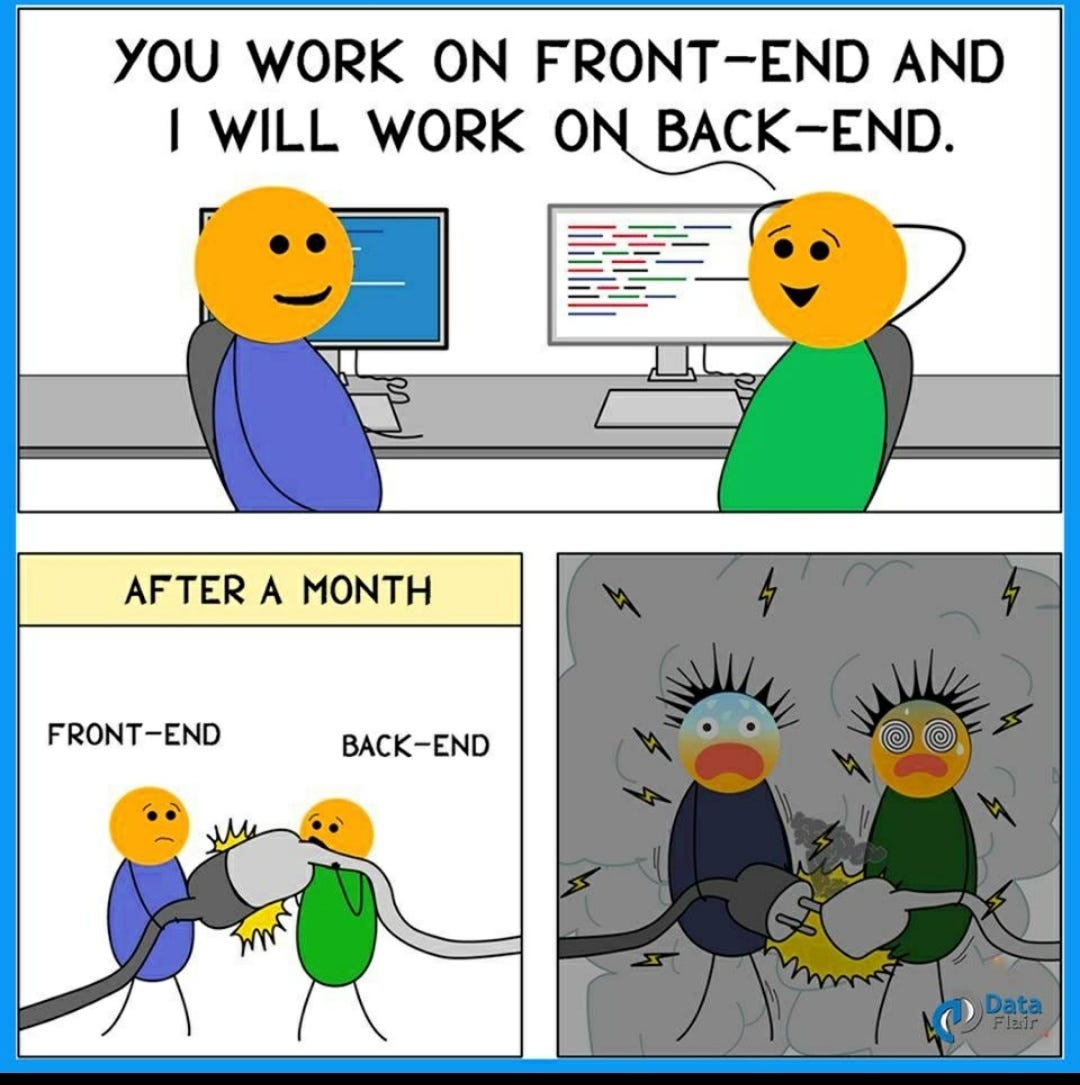 YOU WORK ON FRONT-END AND
I WILL WORK ON BACK-END.
AFTER A MONTH
FRONT-END
BACK-END
Data
Flair